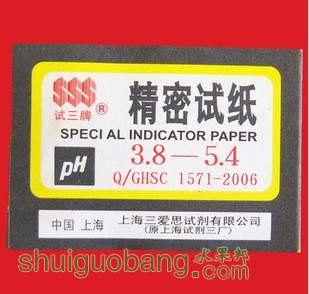 SSS
试三牌®
精密试纸
SPECIAL INDICATOR PAPER
pH
3.8—5.4
Q/GHSC 1571-2006
中国 上海
上海三爱思试剂有限公司
(原上海试剂三厂)
水果邦
shuiguobang.com